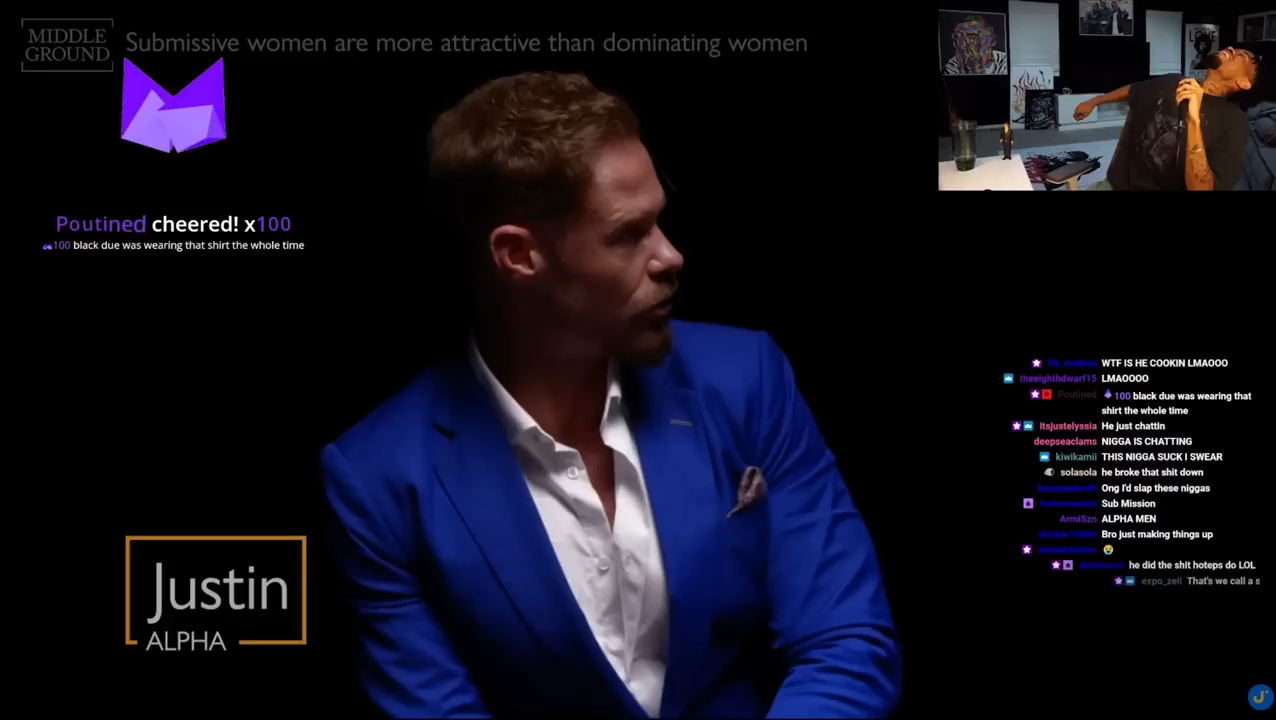 MIDDLE
GROUND
Submissive women are more attractive than dominating women
LOVE
Poutined cheered! x100
100 black due was wearing that shirt the whole time
WTF IS HE COOKIN LMAOOO
theeighthdwarf15 LMAOOOO
Poutined 100 black due was wearing that
shirt the whole time
Itsjustelyssia He just chattin
deepseaclams NIGGA IS CHATTING
kiwikamii THIS NIGGA SUCK I SWEAR
solasola he broke that shit down
Ong I'd slap these niggas
Sub Mission
ArmiSzn ALPHA MEN
Bro just making things up
he did the shit hoteps do LOL
expo_zell That's we call a s
Justin
ALPHA
J